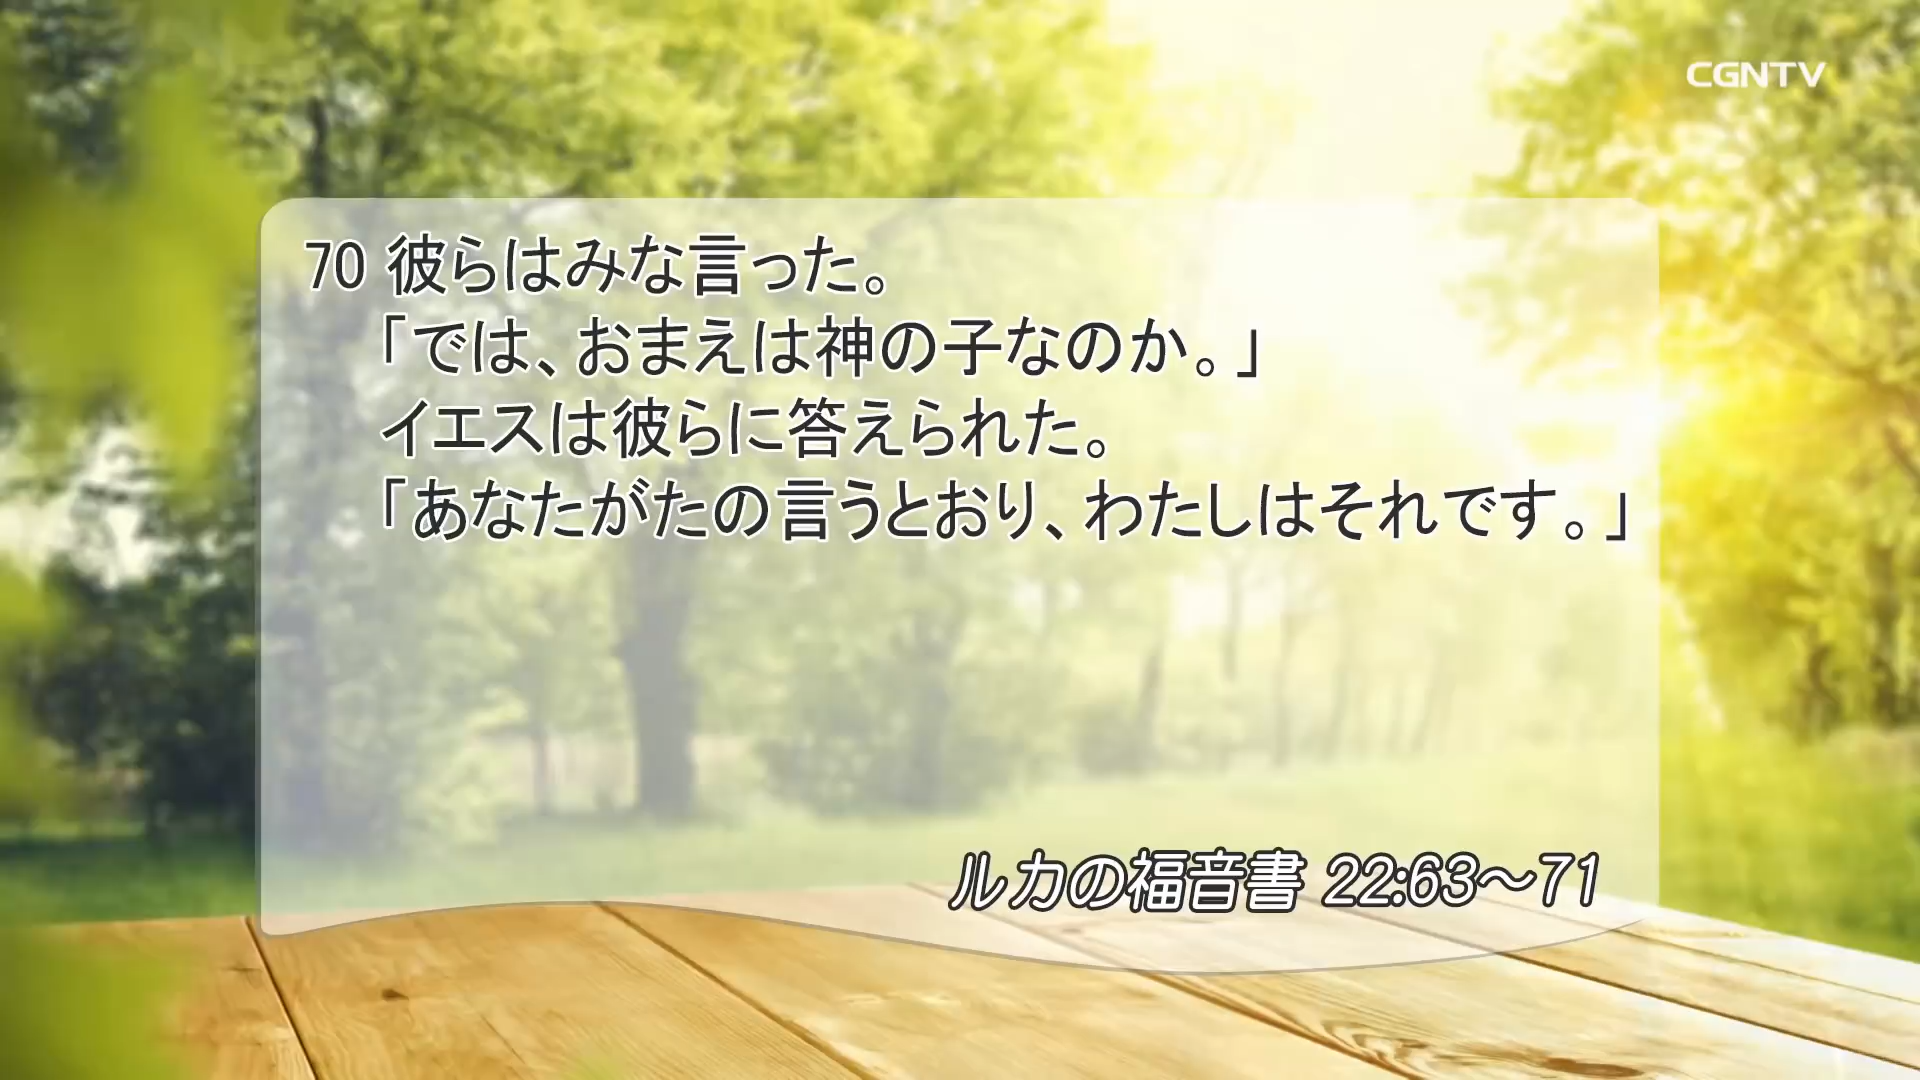 CGNTV
70 彼らはみな言った。
「では、おまえは神の子なのか。」
イエスは彼らに答えられた。
「あなたがたの言うとおり、わたしはそれです。」
ルカの福音書 22:63〜71